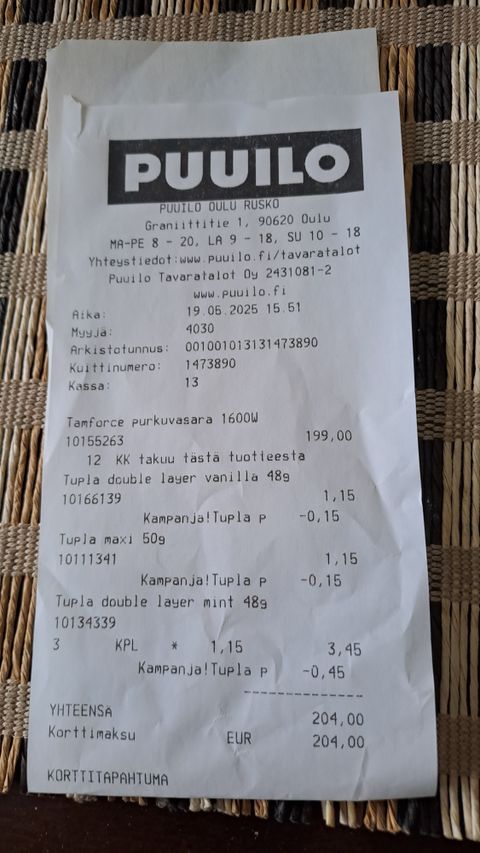 PUUILO
PUUILO OULU RUSKO
Graniittitie 1, 90620 Oulu
MA-PE 8 - 20, LA 9 - 18, SU 10 - 18
Yhteystiedot:www.puuilo.fi/tavaratalot
Puuilo Tavaratalot Oy 2431081-2
www.puuilo.fi
Aika: 19.05.2025 15.51
Myyjä: 4030
Arkistotunnus: 001001013131473890
Kuittinumero: 1473890
Kassa: 13
Tamforce purkuvasara 1600W
10155263 199,00
12 KK takuu tästä tuotteesta
Tupla double layer vanilla 48g
10166139 1,15
Kampanja!Tupla p -0,15
Tupla maxi 50g
10111341 1,15
Kampanja!Tupla p -0,15
Tupla double layer mint 48g
10134339
3 KPL * 1,15 3,45
Kampanja!Tupla p -0,45
--------------
YHTEENSÄ 204,00
Korttimaksu EUR 204,00
KORTTITAPAHTUMA